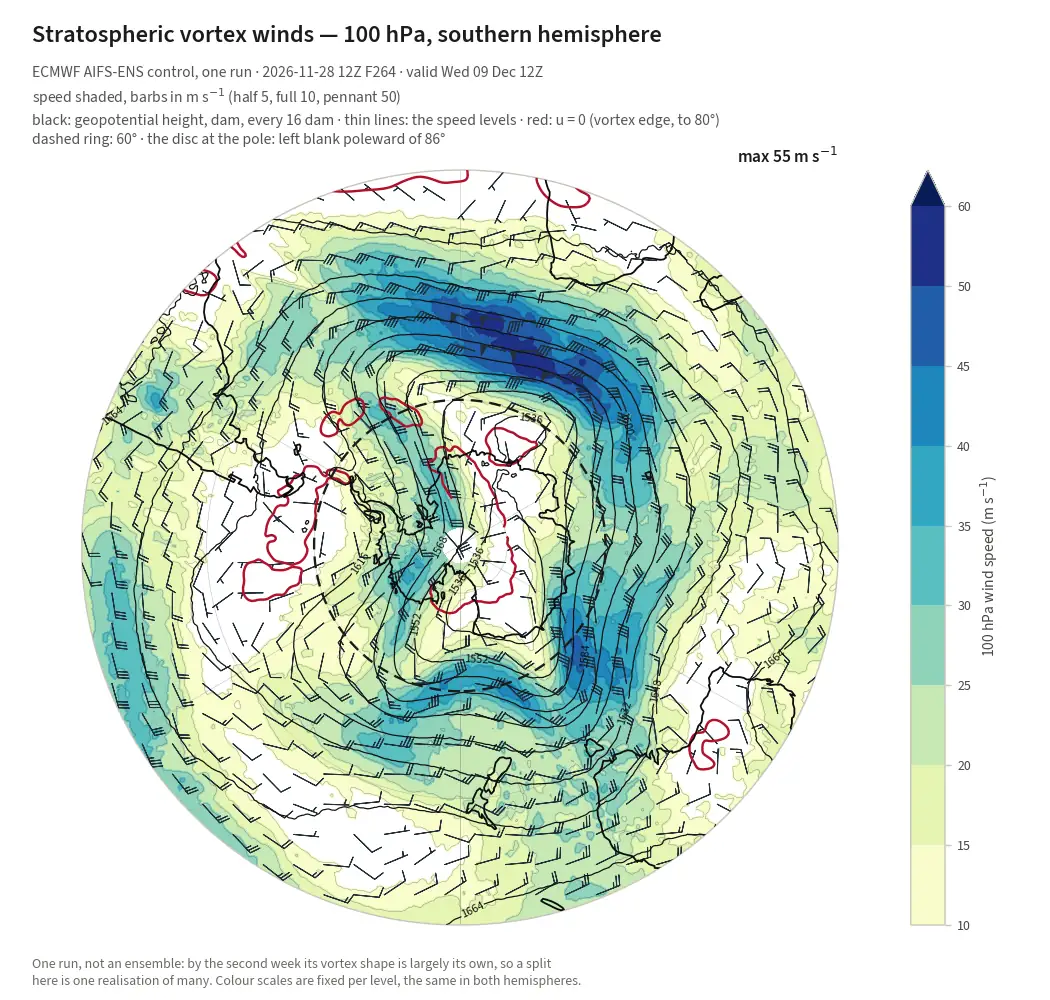 Stratospheric vortex winds — 100 hPa, southern hemisphere
ECMWF AIFS-ENS control, one run · 2026-11-28 12Z F264 · valid Wed 09 Dec 12Z
speed shaded, barbs in m s⁻¹ (half 5, full 10, pennant 50)
black: geopotential height, dam, every 16 dam · thin lines: the speed levels · red: u = 0 (vortex edge, to 80°)
dashed ring: 60° · the disc at the pole: left blank poleward of 86°
max 55 m s⁻¹
60
50
45
40
35
30
25
20
15
10
100 hPa wind speed (m s⁻¹)
1536
1568
1536
1616
1552
1584
1664
1664
1664
One run, not an ensemble: by the second week its vortex shape is largely its own, so a split
here is one realisation of many. Colour scales are fixed per level, the same in both hemispheres.